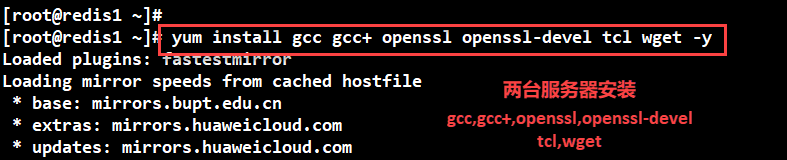 [root@redis1 ~]#
[root@redis1 ~]# yum install gcc gcc+ openssl openssl-devel tcl wget -y
Loaded plugins: fastestmirror
Loading mirror speeds from cached hostfile
* base: mirrors.bupt.edu.cn
* extras: mirrors.huaweicloud.com
* updates: mirrors.huaweicloud.com
两台服务器安装
gcc,gcc+,openssl,openssl-devel
tcl,wget